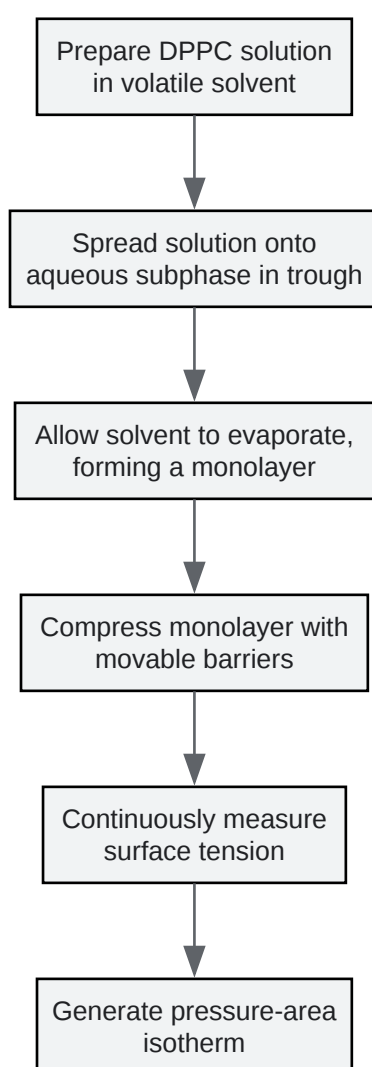 Prepare DPPC solution
in volatile solvent
Spread solution onto
aqueous subphase in trough
Allow solvent to evaporate,
forming a monolayer
Compress monolayer with
movable barriers
Continuously measure
surface tension
Generate pressure-area
isotherm